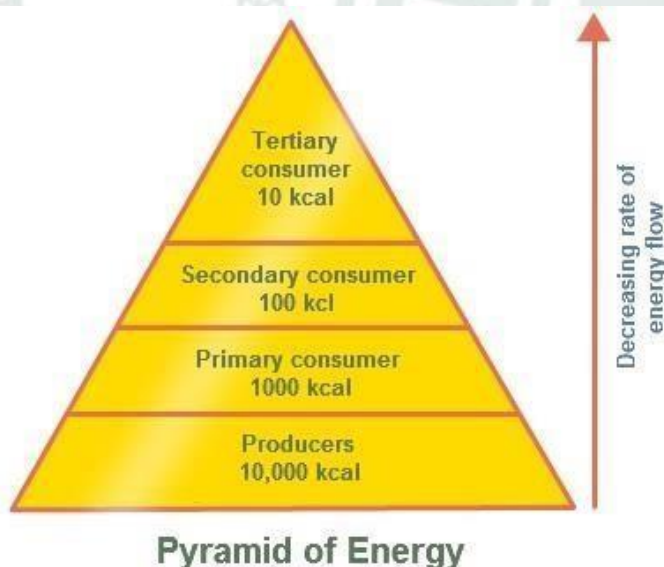 Tertiary
consumer
10 kcal
Secondary consumer
100 kcl
Primary consumer
1000 kcal
Producers
10,000 kcal
Decreasing rate of
energy flow
Pyramid of Energy